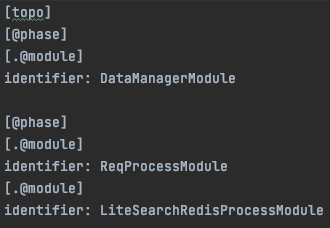 [topo]
[@phase]
[.@module]
identifier: DataManagerModule

[@phase]
[.@module]
identifier: ReqProcessModule
[.@module]
identifier: LiteSearchRedisProcessModule